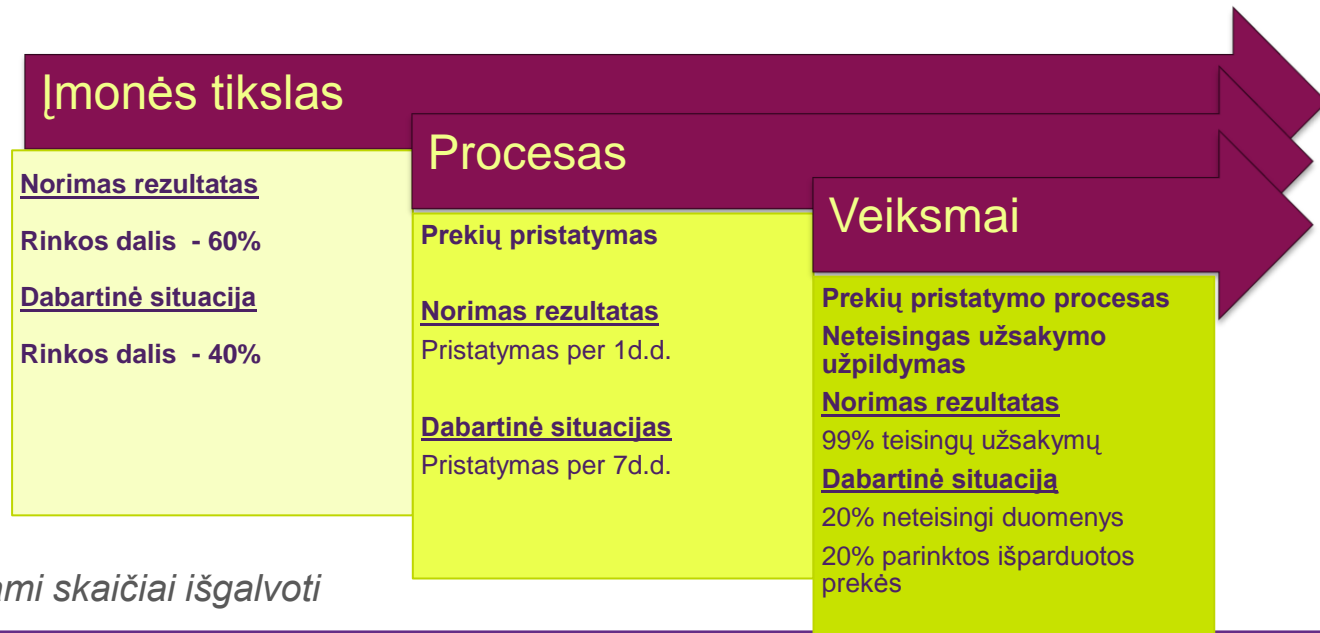 Įmonės tikslas
Norimas rezultatas
Rinkos dalis - 60%
Dabartinė situacija
Rinkos dalis - 40%
Procesas
Prekių pristatymas
Norimas rezultatas
Pristatymas per 1d.d.
Dabartinė situacijas
Pristatymas per 7d.d.
Veiksmai
Prekių pristatymo procesas
Neteisingas užsakymo
užpildymas
Norimas rezultatas
99% teisingų užsakymų
Dabartinė situaciją
20% neteisingi duomenys
20% parinktos išparduotos
prekės
skaičiai išgalvoti